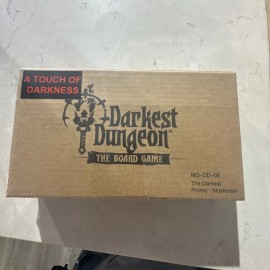 A TOUCH OF
DARKNESS
Darkest
Dungeon
THE BOARD GAME
MG-DD-06
The Darkest
Promo - Musketeer